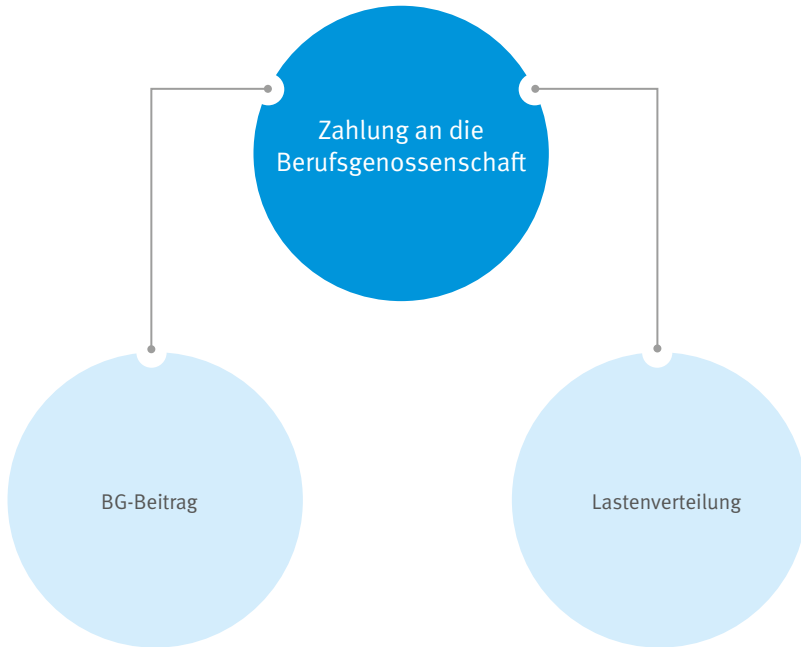 Zahlung an die
Berufsgenossenschaft
BG-Beitrag
Lastenverteilung